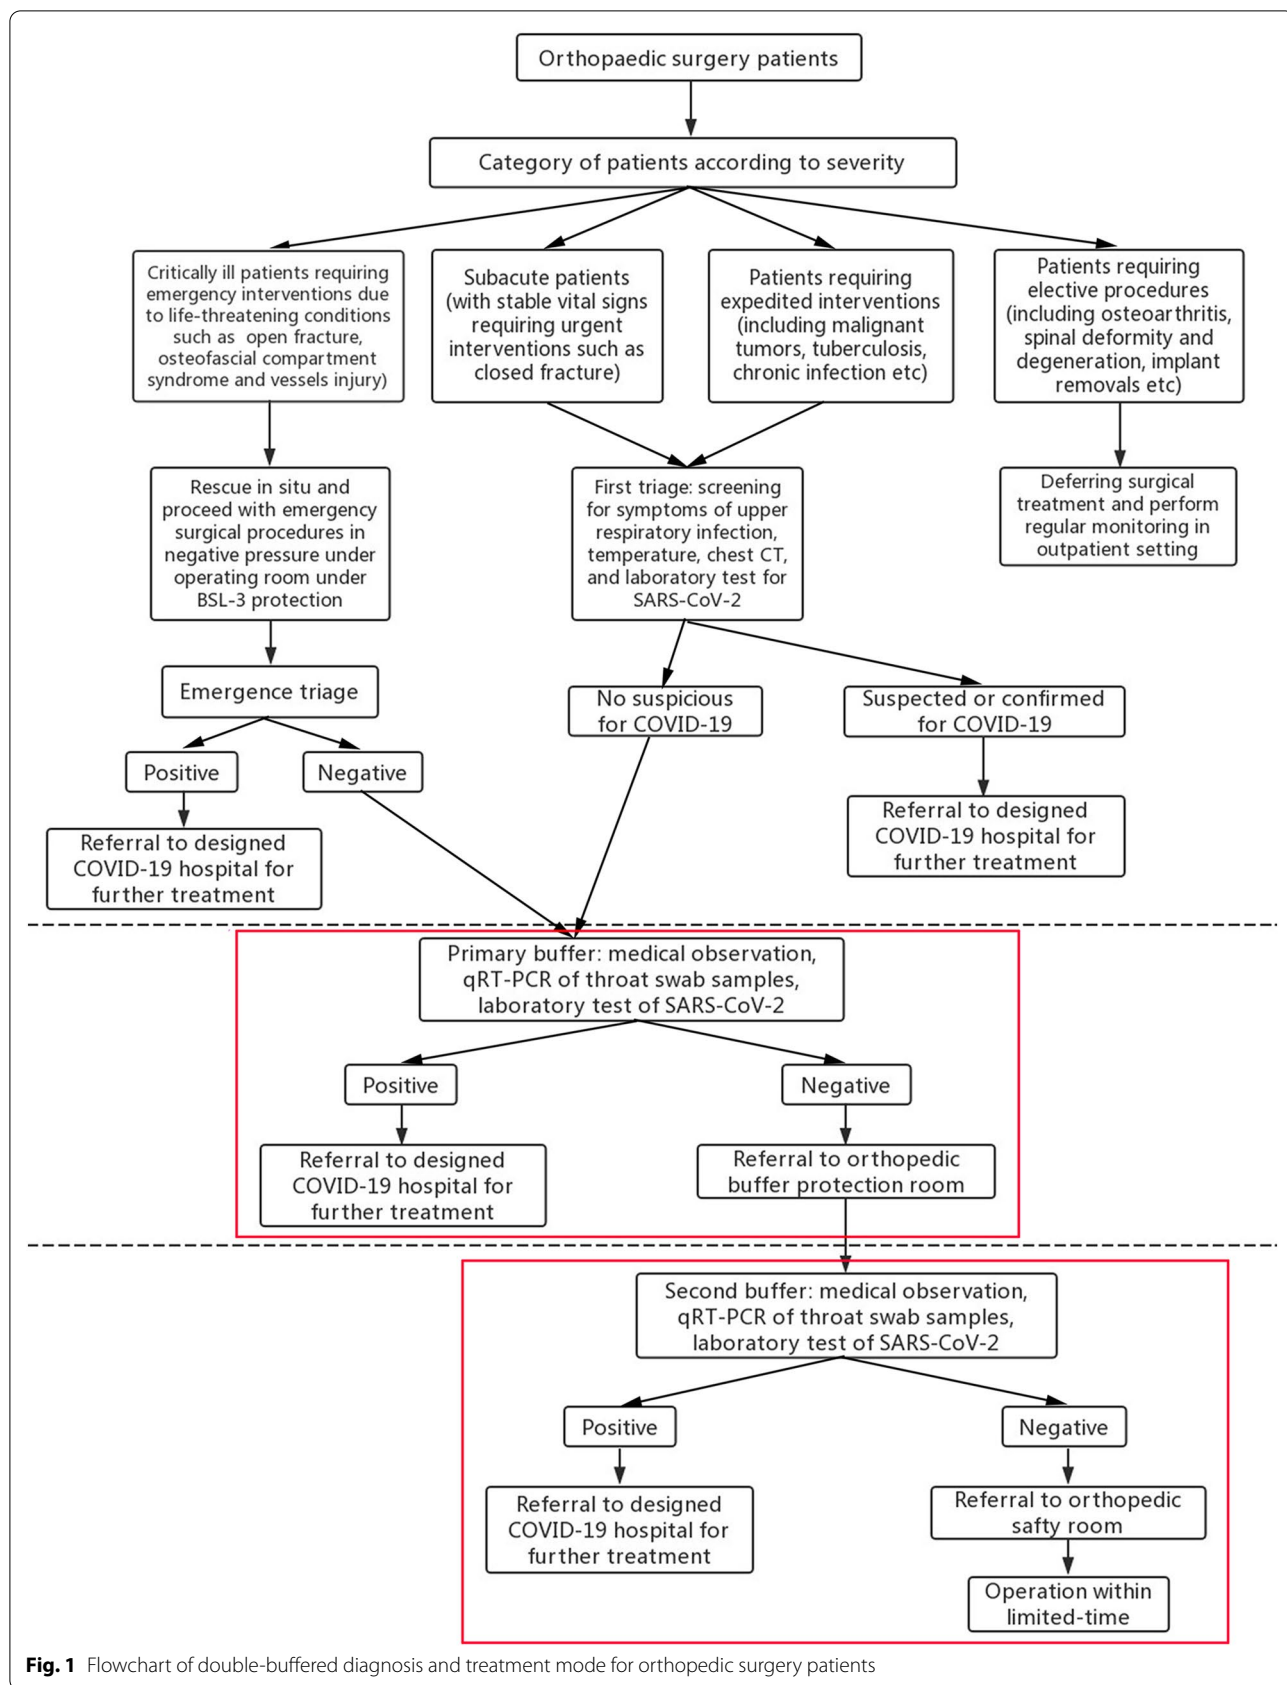 Orthopaedic surgery patients
Category of patients according to severity
Critically ill patients requiring
emergency interventions due
to life-threatening conditions
such as open fracture,
osteofascial compartment
syndrome and vessels injury)
Subacute patients
(with stable vital signs
requiring urgent
interventions such as
closed fracture)
Patients requiring
expedited interventions
(including malignant
tumors, tuberculosis,
chronic infection etc)
Patients requiring
elective procedures
(including osteoarthritis,
spinal deformity and
degeneration, implant
removals etc)
Rescue in situ and
proceed with emergency
surgical procedures in
negative pressure under
operating room under
BSL-3 protection
First triage: screening
for symptoms of upper
respiratory infection,
temperature, chest CT,
and laboratory test for
SARS-CoV-2
Deferring surgical
treatment and perform
regular monitoring in
outpatient setting
Emergence triage
No suspicious
for COVID-19
Suspected or confirmed
for COVID-19
Positive
Negative
Referral to designed
COVID-19 hospital for
further treatment
Referral to designed
COVID-19 hospital for
further treatment
Primary buffer: medical observation,
qRT-PCR of throat swab samples,
laboratory test of SARS-CoV-2
Positive
Negative
Referral to designed
COVID-19 hospital for
further treatment
Referral to orthopedic
buffer protection room
Second buffer: medical observation,
qRT-PCR of throat swab samples,
laboratory test of SARS-CoV-2
Positive
Negative
Referral to designed
COVID-19 hospital for
further treatment
Referral to orthopedic
safty room
Operation within
limited-time
Fig. 1 Flowchart of double-buffered diagnosis and treatment mode for orthopedic surgery patients